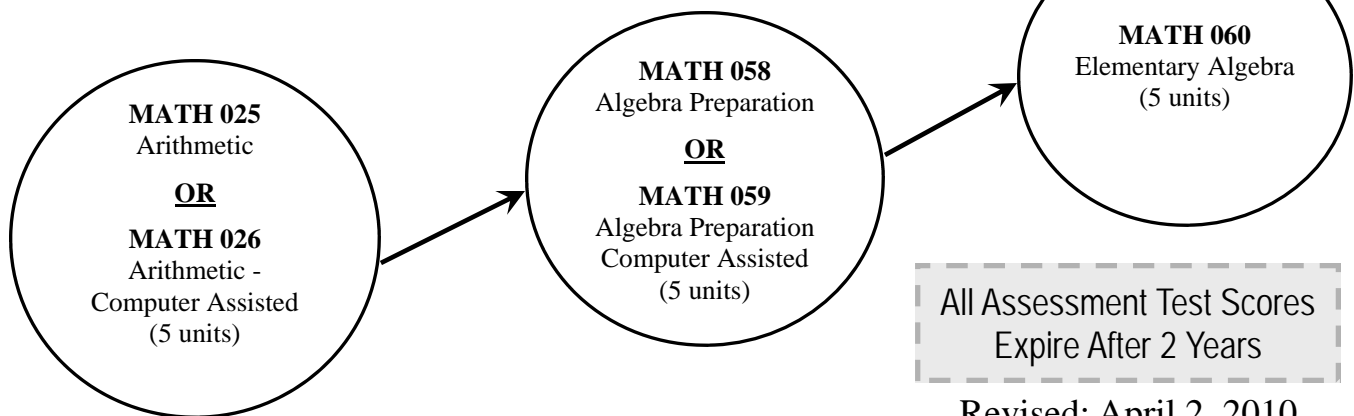 MATH 025
Arithmetic
OR
MATH 026
Arithmetic -
Computer Assisted
(5 units)
MATH 058
Algebra Preparation
OR
MATH 059
Algebra Preparation
Computer Assisted
(5 units)
MATH 060
Elementary Algebra
(5 units)
All Assessment Test Scores
Expire After 2 Years
Revised: April 2, 2010